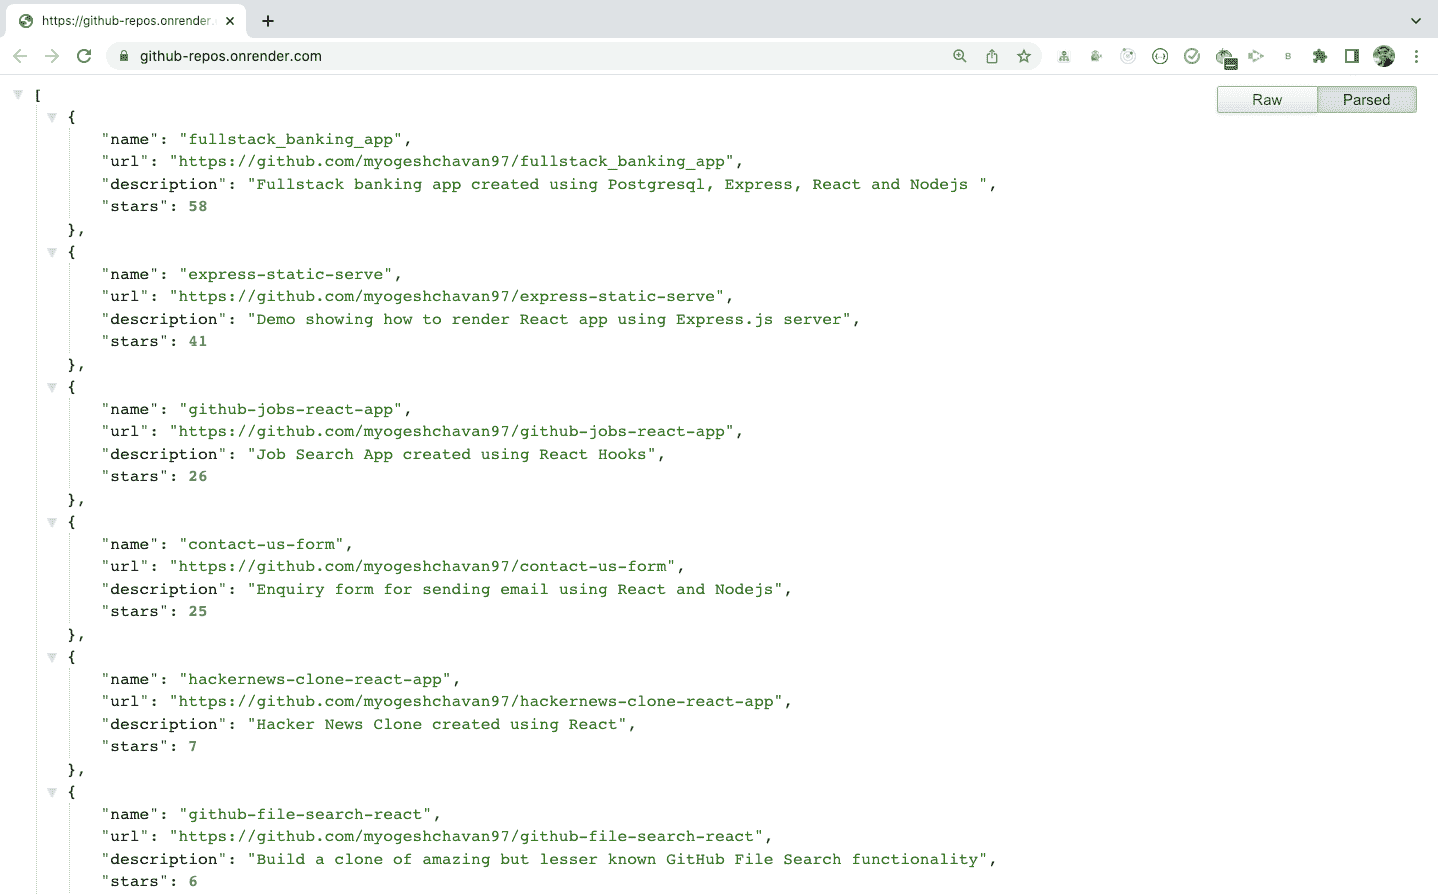 https://github-repos.onrender.
github-repos.onrender.com
B
Raw
Parsed
[
{
"name": "fullstack_banking_app",
"url": "https://github.com/myogeshchavan97/fullstack_banking_app",
"description": "Fullstack banking app created using Postgresql, Express, React and Nodejs ",
"stars": 58
},
{
"name": "express-static-serve",
"url": "https://github.com/myogeshchavan97/express-static-serve",
"description": "Demo showing how to render React app using Express.js server",
"stars": 41
},
{
"name": "github-jobs-react-app",
"url": "https://github.com/myogeshchavan97/github-jobs-react-app",
"description": "Job Search App created using React Hooks",
"stars": 26
},
{
"name": "contact-us-form",
"url": "https://github.com/myogeshchavan97/contact-us-form",
"description": "Enquiry form for sending email using React and Nodejs",
"stars": 25
},
{
"name": "hackernews-clone-react-app",
"url": "https://github.com/myogeshchavan97/hackernews-clone-react-app",
"description": "Hacker News Clone created using React",
"stars": 7
},
{
"name": "github-file-search-react",
"url": "https://github.com/myogeshchavan97/github-file-search-react",
"description": "Build a clone of amazing but lesser known GitHub File Search functionality",
"stars": 6